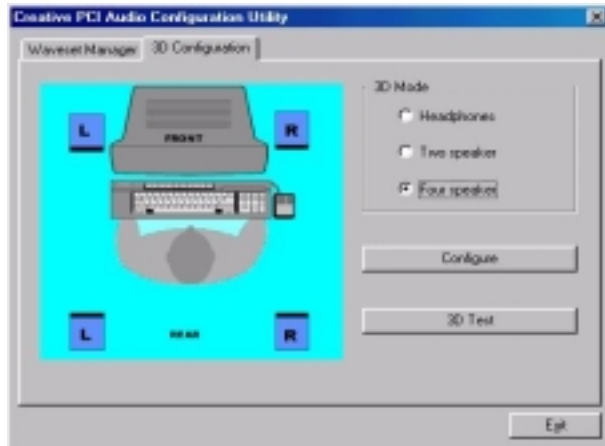 Creative PCI Audio Configuration Utility
Waveset Manager
3D Configuration
3D Mode
L
FRONT
R
Headphones
Two speaker
Four speaker
Configure
L
REAR
R
3D Test
Exit